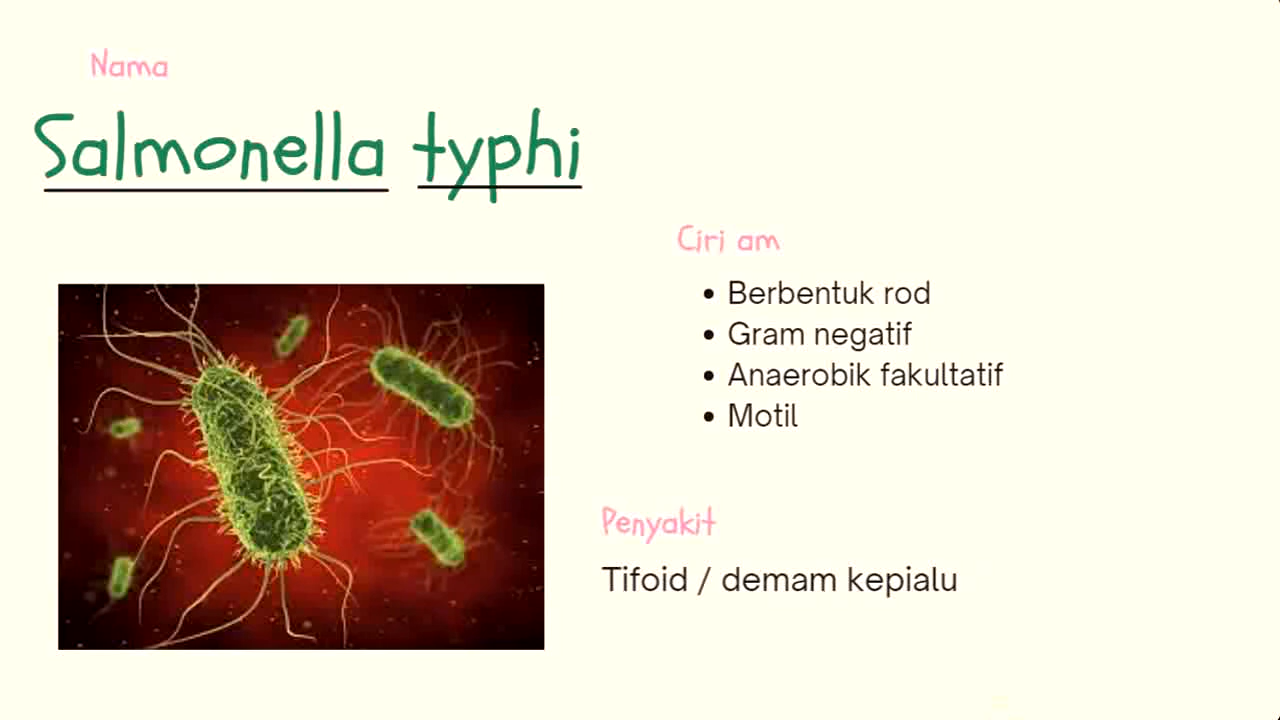 Nama
Salmonella typhi
Ciri am
• Berbentuk rod
• Gram negatif
• Anaerobik fakultatif
• Motil
Penyakit
Tifoid / demam kepialu